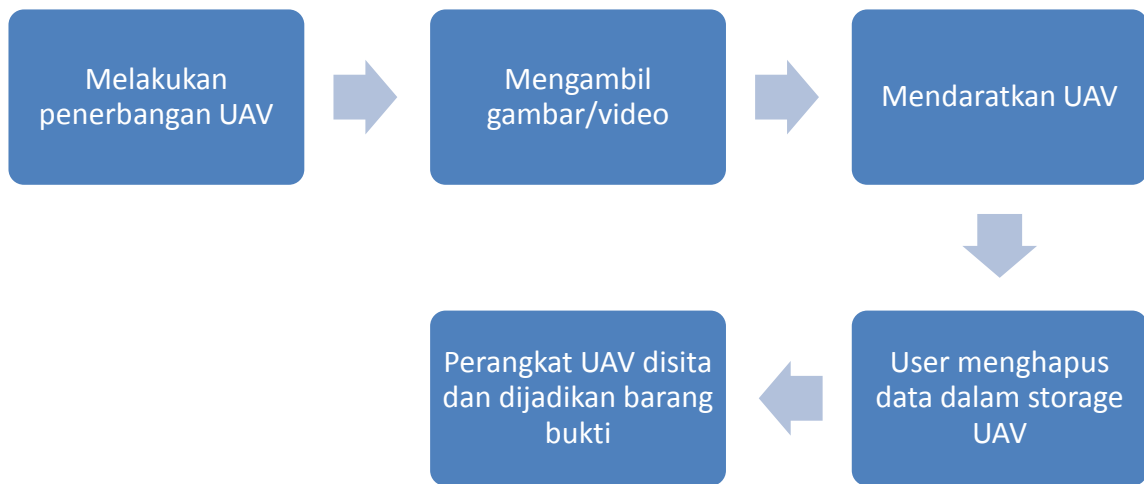 Melakukan
penerbangan UAV
Mengambil
gambar/video
Mendaratkan UAV
User menghapus
data dalam storage
UAV
Perangkat UAV disita
dan dijadikan barang
bukti